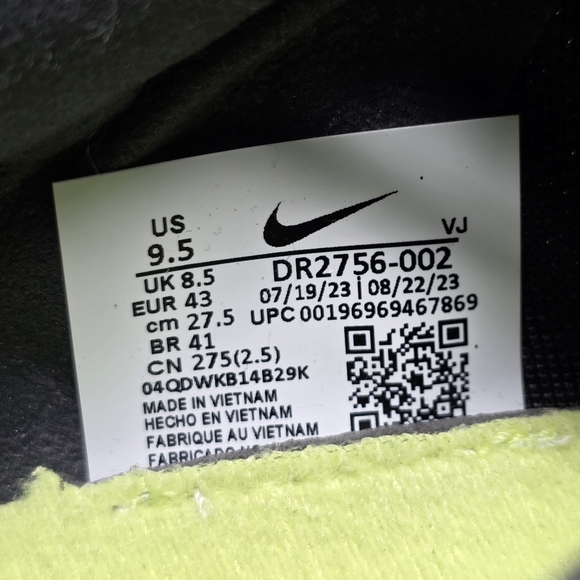 US
9.5
VJ
UK 8.5
DR2756-002
EUR 43
07/19/23 | 08/22/23
cm 27.5
UPC 00196969467869
BR 41
CN 275(2.5)
04QDWKB14B29K
MADE IN VIETNAM
HECHO EN VIETNAM
FABRIQUE AU VIETNAM